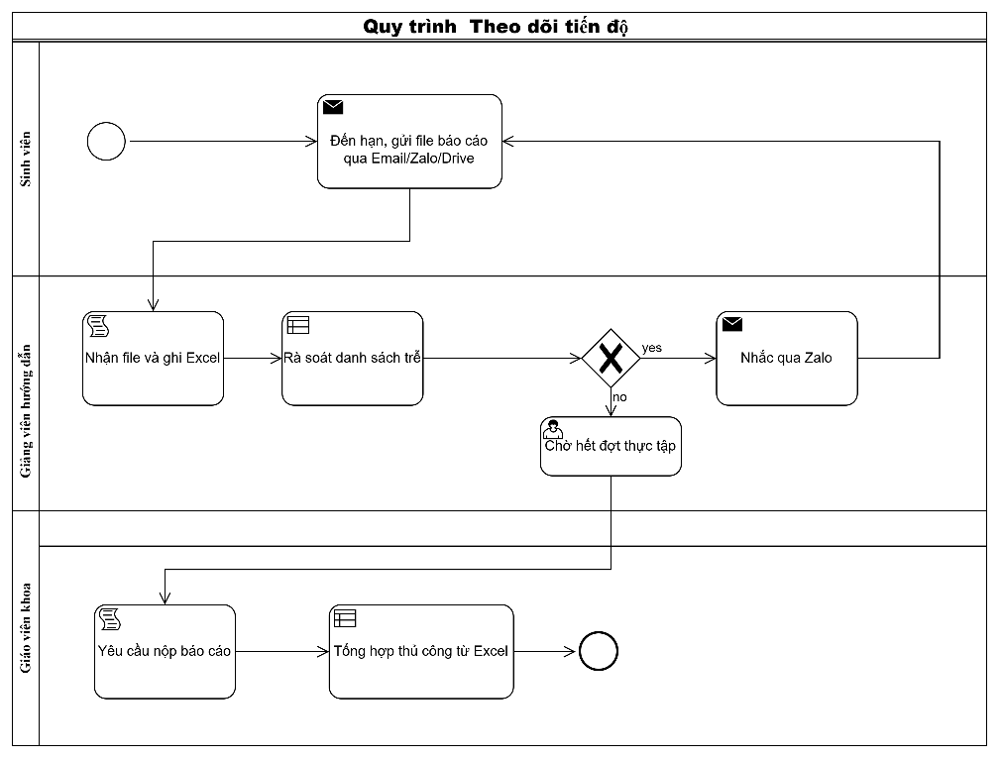 Quy trình Theo dõi tiến độ
Sinh viên
Đến hạn, gửi file báo cáo
qua Email/Zalo/Drive
Giảng viên hướng dẫn
Nhận file và ghi Excel
Rà soát danh sách trễ
yes
Nhắc qua Zalo
no
Chờ hết đợt thực tập
Giáo viên khoa
Yêu cầu nộp báo cáo
Tổng hợp thủ công từ Excel